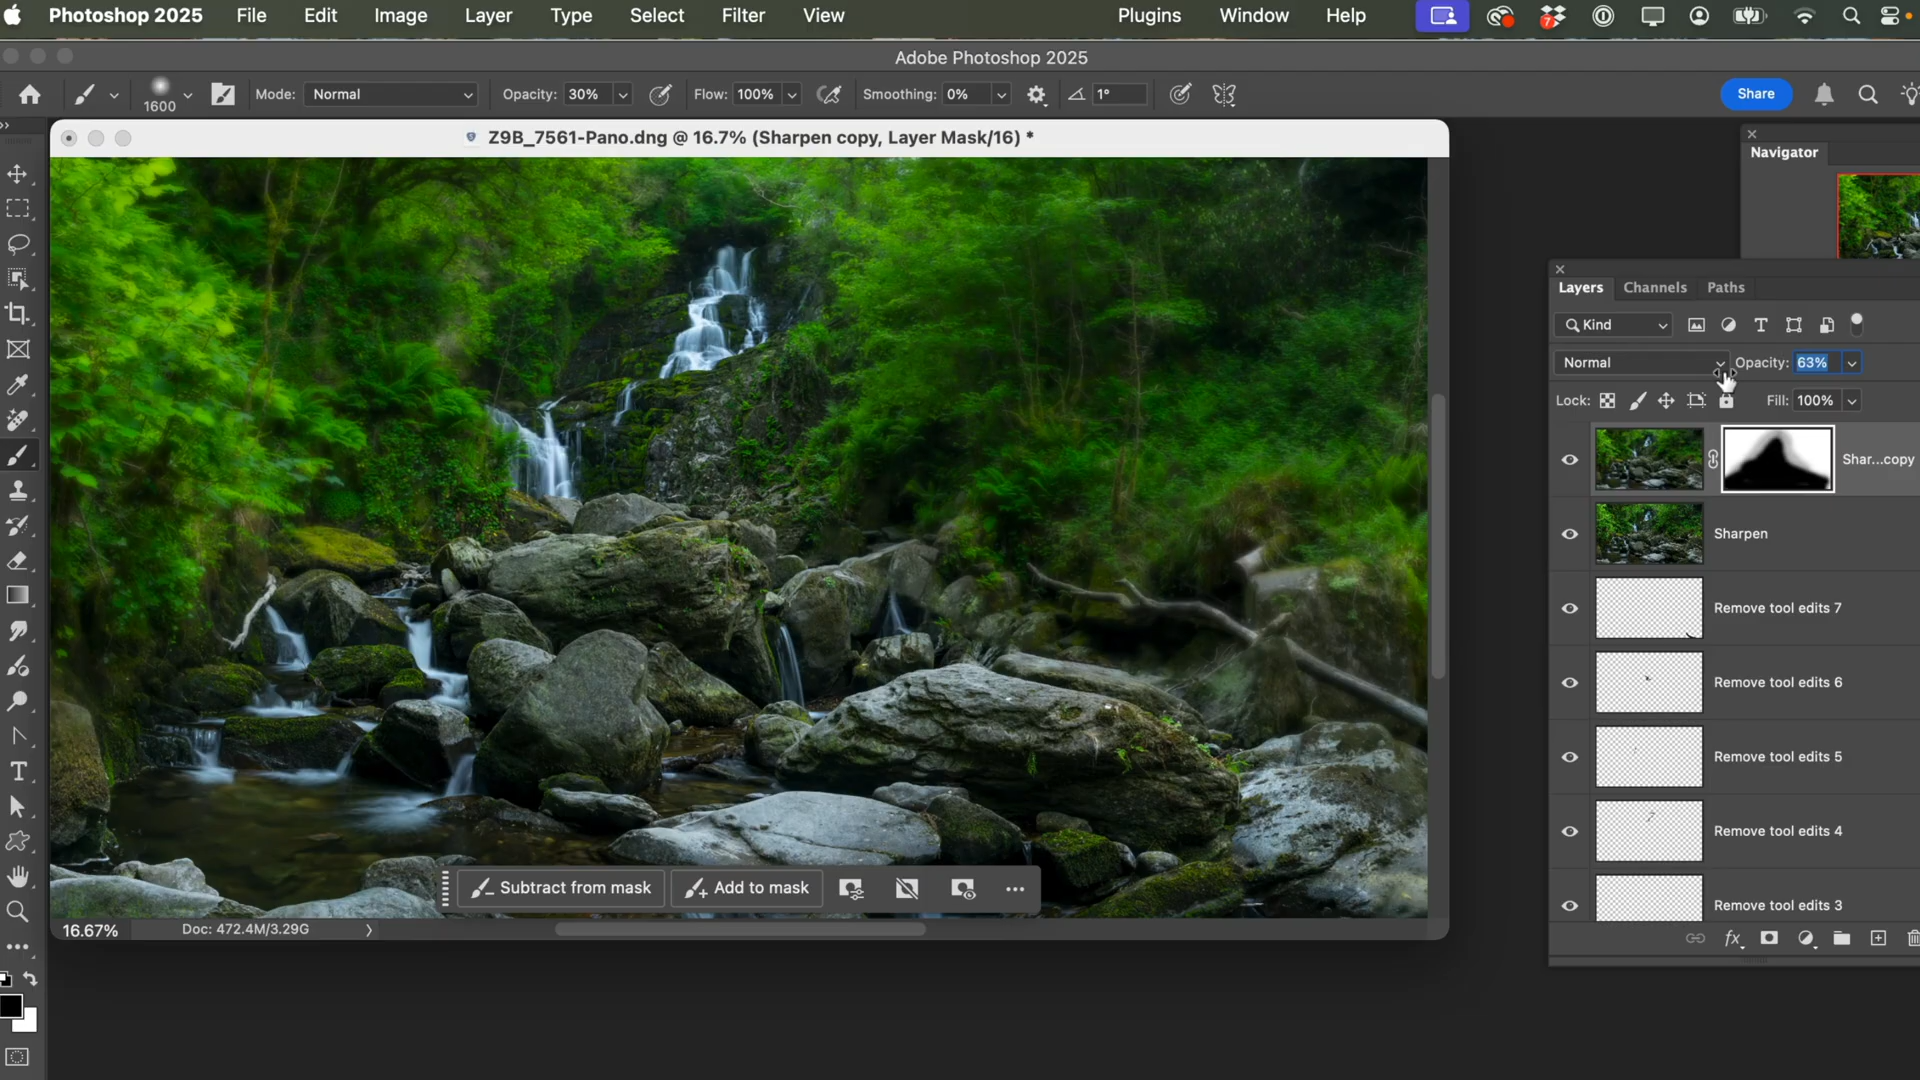 Photoshop 2025 File Edit Image Layer Type Select Filter View Plugins Window Help 7
Adobe Photoshop 2025
1600 Mode: Normal Opacity: 30% Flow: 100% Smoothing: 0% 1° Share
Z9B_7561-Pano.dng @ 16.7% (Sharpen copy, Layer Mask/16) *
Navigator
Layers Channels Paths
Kind
Normal Opacity: 63%
Lock: Fill: 100%
Shar...copy
Sharpen
Remove tool edits 7
Remove tool edits 6
Remove tool edits 5
Remove tool edits 4
Remove tool edits 3
Subtract from mask Add to mask
16.67% Doc: 472.4M/3.29G
fx